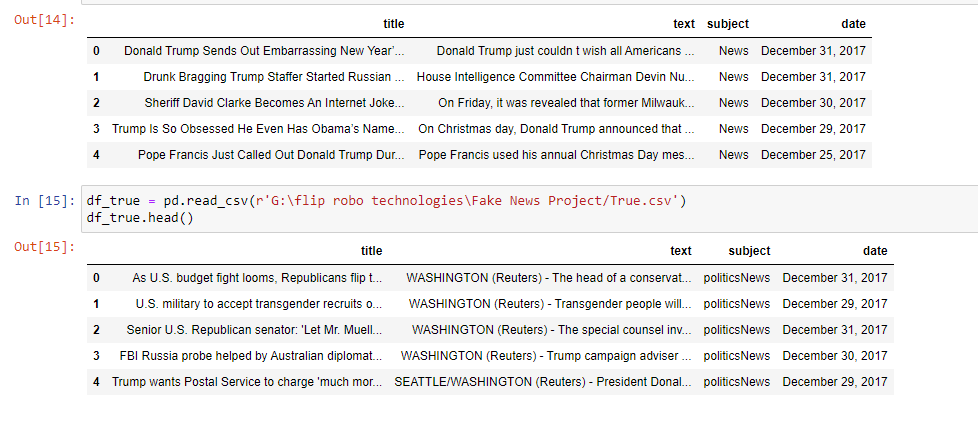 Out[14]:
title text subject date
0 Donald Trump Sends Out Embarrassing New Year’... Donald Trump just couldn t wish all Americans ... News December 31, 2017
1 Drunk Bragging Trump Staffer Started Russian ... House Intelligence Committee Chairman Devin Nu... News December 31, 2017
2 Sheriff David Clarke Becomes An Internet Joke... On Friday, it was revealed that former Milwauk... News December 30, 2017
3 Trump Is So Obsessed He Even Has Obama’s Name... On Christmas day, Donald Trump announced that ... News December 29, 2017
4 Pope Francis Just Called Out Donald Trump Dur... Pope Francis used his annual Christmas Day mes... News December 25, 2017
In [15]: df_true = pd.read_csv(r'G:\flip robo technologies\Fake News Project/True.csv')
df_true.head()
Out[15]:
title text subject date
0 As U.S. budget fight looms, Republicans flip t... WASHINGTON (Reuters) - The head of a conservat... politicsNews December 31, 2017
1 U.S. military to accept transgender recruits o... WASHINGTON (Reuters) - Transgender people will... politicsNews December 29, 2017
2 Senior U.S. Republican senator: 'Let Mr. Muell... WASHINGTON (Reuters) - The special counsel inv... politicsNews December 31, 2017
3 FBI Russia probe helped by Australian diplomat... WASHINGTON (Reuters) - Trump campaign adviser ... politicsNews December 30, 2017
4 Trump wants Postal Service to charge 'much mor... SEATTLE/WASHINGTON (Reuters) - President Donal... politicsNews December 29, 2017